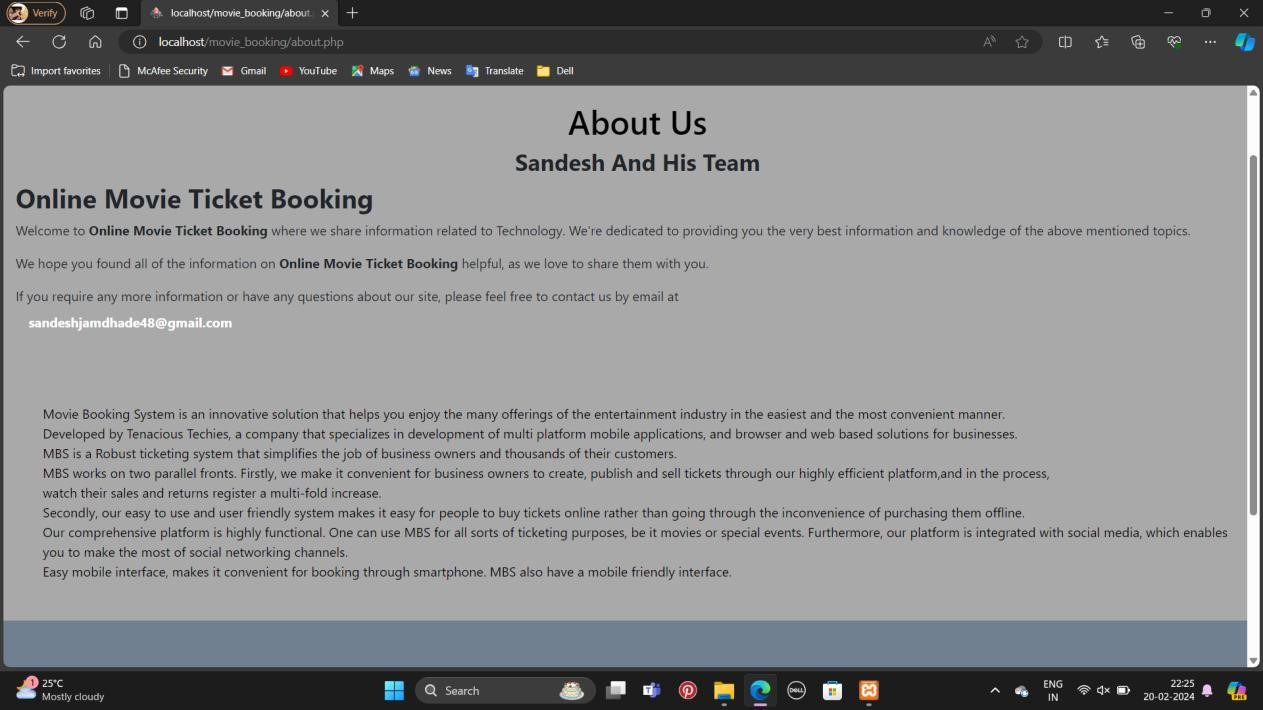 Verify
localhost/movie_booking/about.
localhost/movie_booking/about.php
Import favorites McAfee Security Gmail YouTube Maps News Translate Dell
About Us
Sandesh And His Team
Online Movie Ticket Booking
Welcome to Online Movie Ticket Booking where we share information related to Technology. We're dedicated to providing you the very best information and knowledge of the above mentioned topics.
We hope you found all of the information on Online Movie Ticket Booking helpful, as we love to share them with you.
If you require any more information or have any questions about our site, please feel free to contact us by email at
sandeshjamdhade48@gmail.com
Movie Booking System is an innovative solution that helps you enjoy the many offerings of the entertainment industry in the easiest and the most convenient manner.
Developed by Tenacious Techies, a company that specializes in development of multi platform mobile applications, and browser and web based solutions for businesses.
MBS is a Robust ticketing system that simplifies the job of business owners and thousands of their customers.
MBS works on two parallel fronts. Firstly, we make it convenient for business owners to create, publish and sell tickets through our highly efficient platform,and in the process,
watch their sales and returns register a multi-fold increase.
Secondly, our easy to use and user friendly system makes it easy for people to buy tickets online rather than going through the inconvenience of purchasing them offline.
Our comprehensive platform is highly functional. One can use MBS for all sorts of ticketing purposes, be it movies or special events. Furthermore, our platform is integrated with social media, which enables
you to make the most of social networking channels.
Easy mobile interface, makes it convenient for booking through smartphone. MBS also have a mobile friendly interface.
1
25°C
Mostly cloudy
Search
DELL
ENG
IN
22:25
20-02-2024
PRE